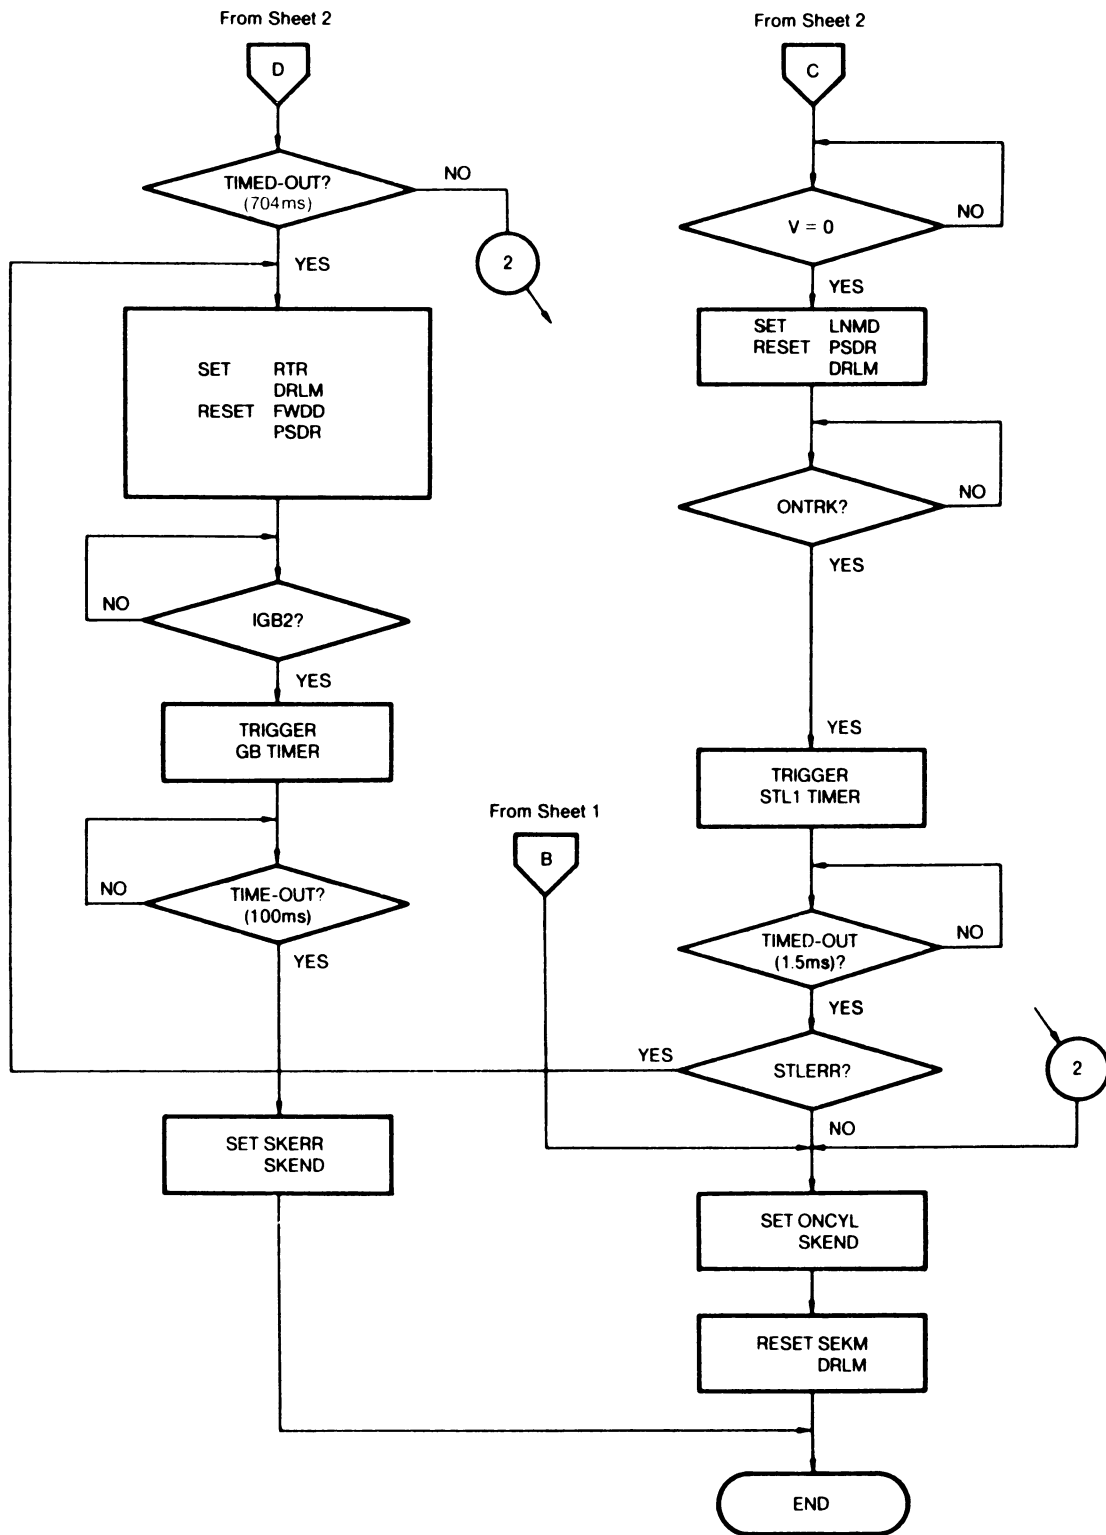 From Sheet 2
D
TIMED-OUT?
(704ms)
NO
2
YES
SET RTR
DRLM
RESET FWDD
PSDR
NO
IGB2?
YES
TRIGGER
GB TIMER
NO
TIME-OUT?
(100ms)
YES
SET SKERR
SKEND
From Sheet 2
C
V = 0
NO
YES
SET LNMD
RESET PSDR
DRLM
ONTRK?
NO
YES
YES
TRIGGER
STL1 TIMER
From Sheet 1
B
TIMED-OUT
(1.5ms)?
NO
YES
YES
STLERR?
2
NO
SET ONCYL
SKEND
RESET SEKM
DRLM
END